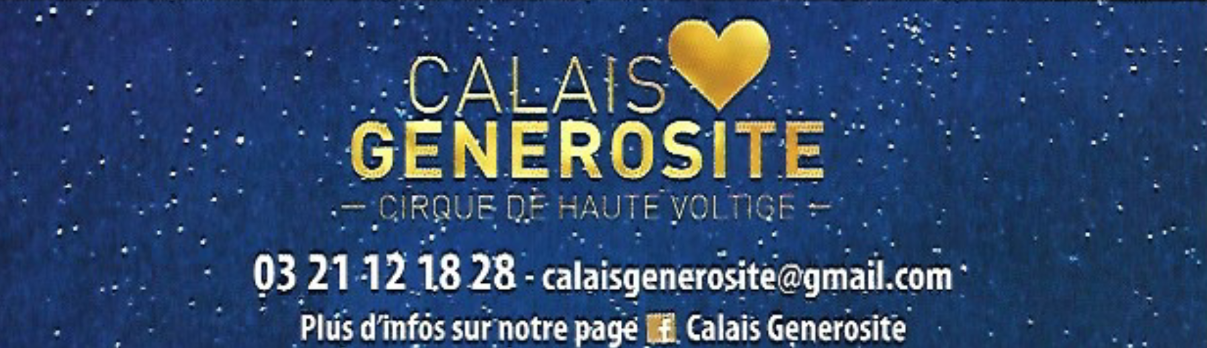 CALAIS
GENEROSITE
— CIRQUE DE HAUTE VOLTIGE —
03 21 12 18 28 - calaisgenerosite@gmail.com
Plus d'infos sur notre page f Calais Generosite